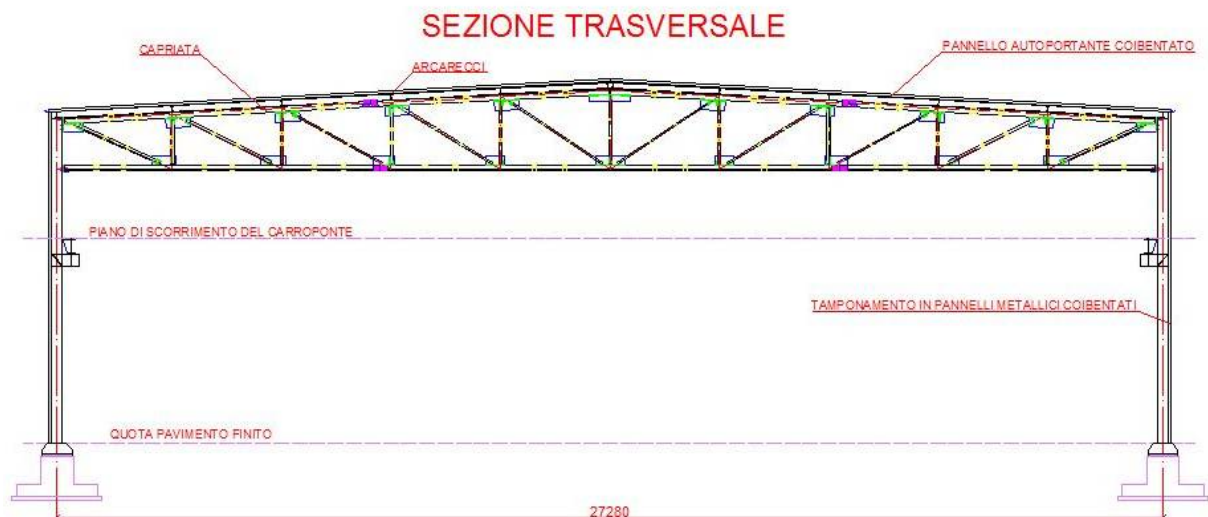 SEZIONE TRASVERSALE
CAPRIATA
PANNELLO AUTOPORTANTE COIBENTATO
ARCARECCI
PIANO DI SCORRIMENTO DEL CARROPONTE
TAMPONAMENTO IN PANNELLI METALLICI COIBENTATI
QUOTA PAVIMENTO FINITO
27280